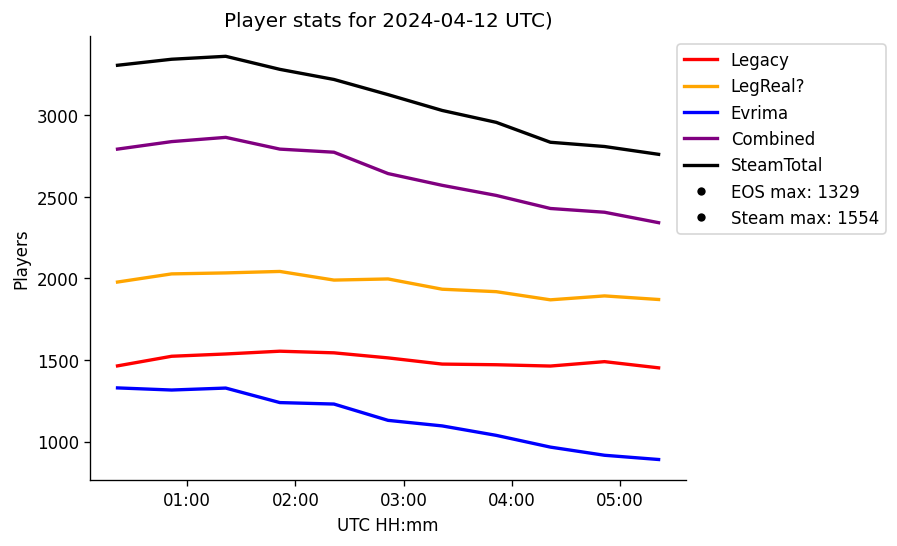 Player stats for 2024-04-12 UTC)
Legacy
LegReal?
Evrima
Combined
SteamTotal
EOS max: 1329
Steam max: 1554
Players
3000
2500
2000
1500
1000
01:00 02:00 03:00 04:00 05:00
UTC HH:mm